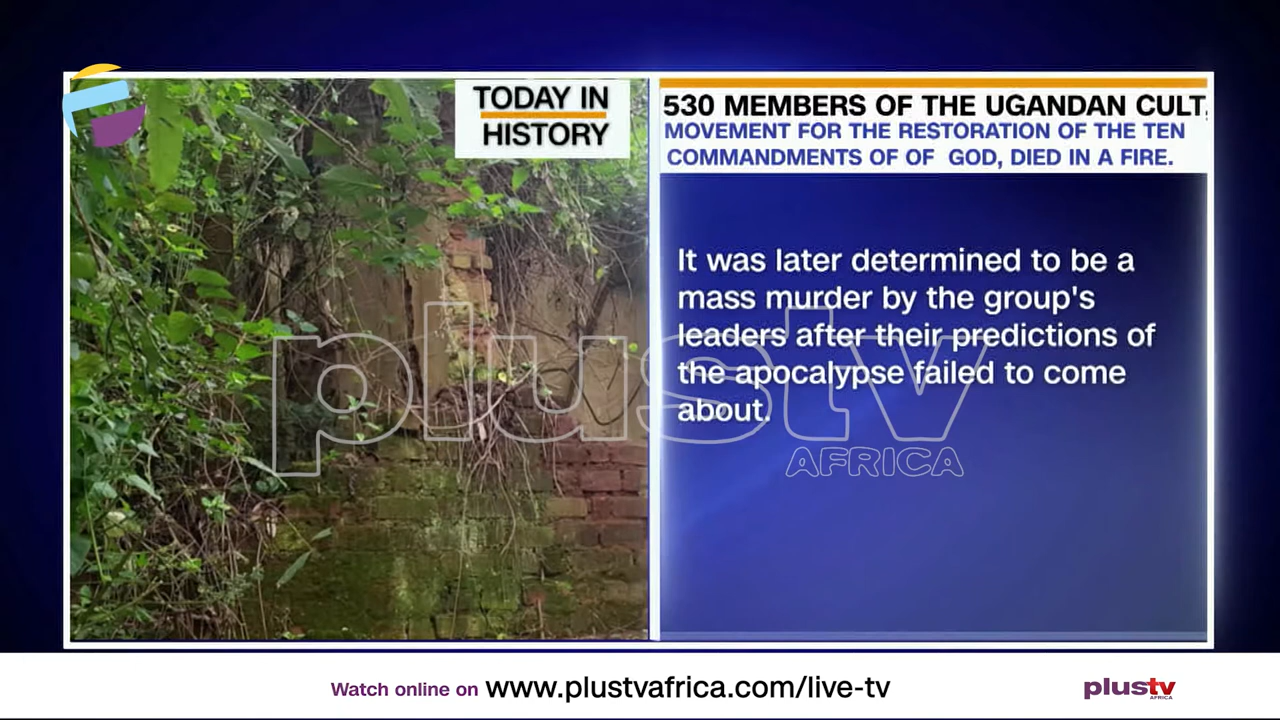 TODAY IN
HISTORY
530 MEMBERS OF THE UGANDAN CULT,
MOVEMENT FOR THE RESTORATION OF THE TEN
COMMANDMENTS OF OF GOD, DIED IN A FIRE.
It was later determined to be a
mass murder by the group's
leaders after their predictions of
the apocalypse failed to come
about.
plustv
AFRICA
Watch online on www.plustvafrica.com/live-tv
plustv
AFRICA